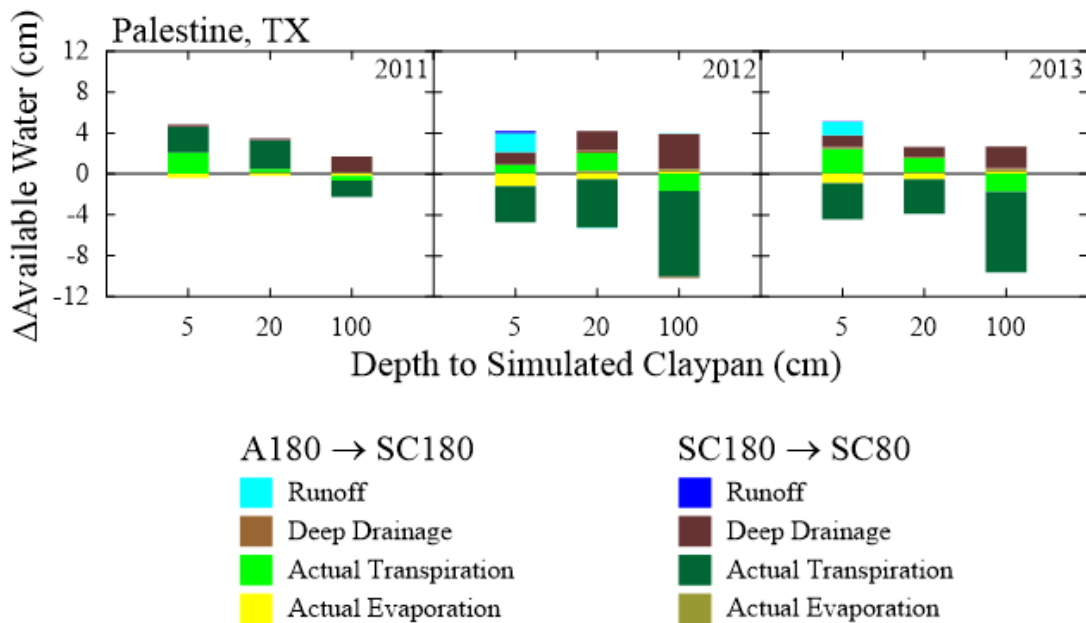 Palestine, TX
ΔAvailable Water (cm)
12
8
4
0
-4
-8
-12
2011
2012
2013
5 20 100 5 20 100 5 20 100
Depth to Simulated Claypan (cm)
A180 → SC180
Runoff
Deep Drainage
Actual Transpiration
Actual Evaporation
SC180 → SC80
Runoff
Deep Drainage
Actual Transpiration
Actual Evaporation